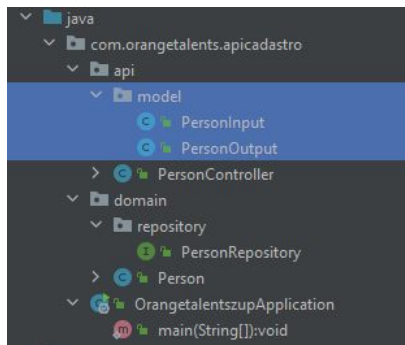 java
com.orangetalents.apicadastro
api
model
PersonInput
PersonOutput
PersonController
domain
repository
PersonRepository
Person
OrangetalentszupApplication
main(String[]):void